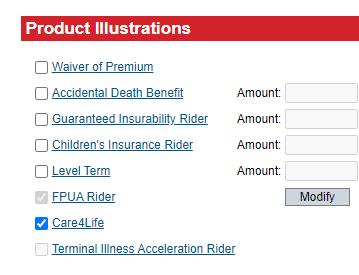 Product Illustrations
Waiver of Premium
Accidental Death Benefit Amount:
Guaranteed Insurability Rider Amount:
Children's Insurance Rider Amount:
Level Term Amount:
FPUA Rider Modify
Care4Life
Terminal Illness Acceleration Rider